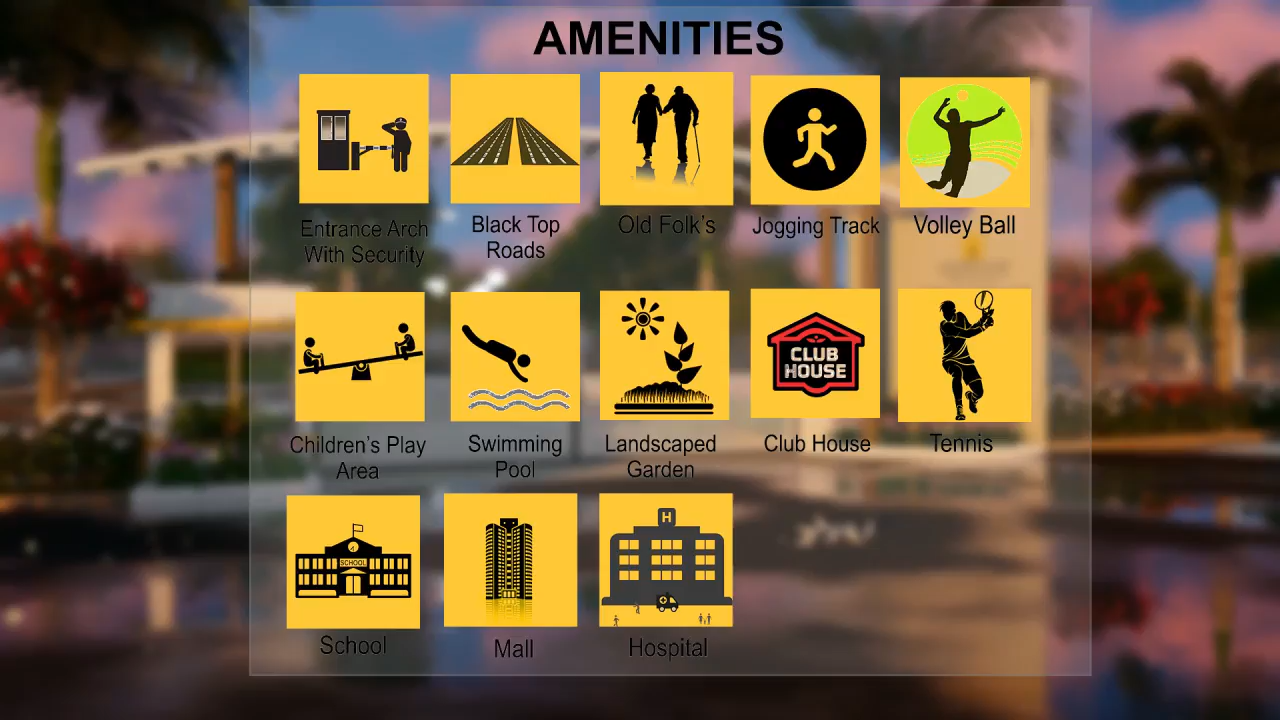 AMENITIES
Entrance Arch
With Security
Black Top
Roads
Old Folk's
Jogging Track
Volley Ball
Children's Play
Area
Swimming
Pool
Landscaped
Garden
CLUB
HOUSE
Club House
Tennis
SCHOOL
School
Mall
H
Hospital